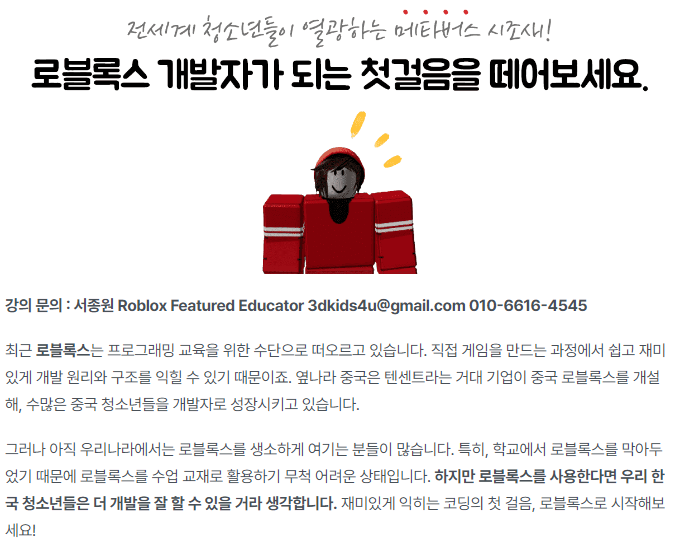 전세계 청소년들이 열광하는 메타버스 시조새!
로블록스 개발자가 되는 첫걸음을 떼어보세요.
강의 문의 : 서종원 Roblox Featured Educator 3dkids4u@gmail.com 010-6616-4545
최근 로블록스는 프로그래밍 교육을 위한 수단으로 떠오르고 있습니다. 직접 게임을 만드는 과정에서 쉽고 재미
있게 개발 원리와 구조를 익힐 수 있기 때문이죠. 옆나라 중국은 텐센트라는 거대 기업이 중국 로블록스를 개설
해, 수많은 중국 청소년들을 개발자로 성장시키고 있습니다.
그러나 아직 우리나라에서는 로블록스를 생소하게 여기는 분들이 많습니다. 특히, 학교에서 로블록스를 막아두
었기 때문에 로블록스를 수업 교재로 활용하기 무척 어려운 상태입니다. 하지만 로블록스를 사용한다면 우리 한
국 청소년들은 더 개발을 잘 할 수 있을 거라 생각합니다. 재미있게 익히는 코딩의 첫 걸음, 로블록스로 시작해보
세요!